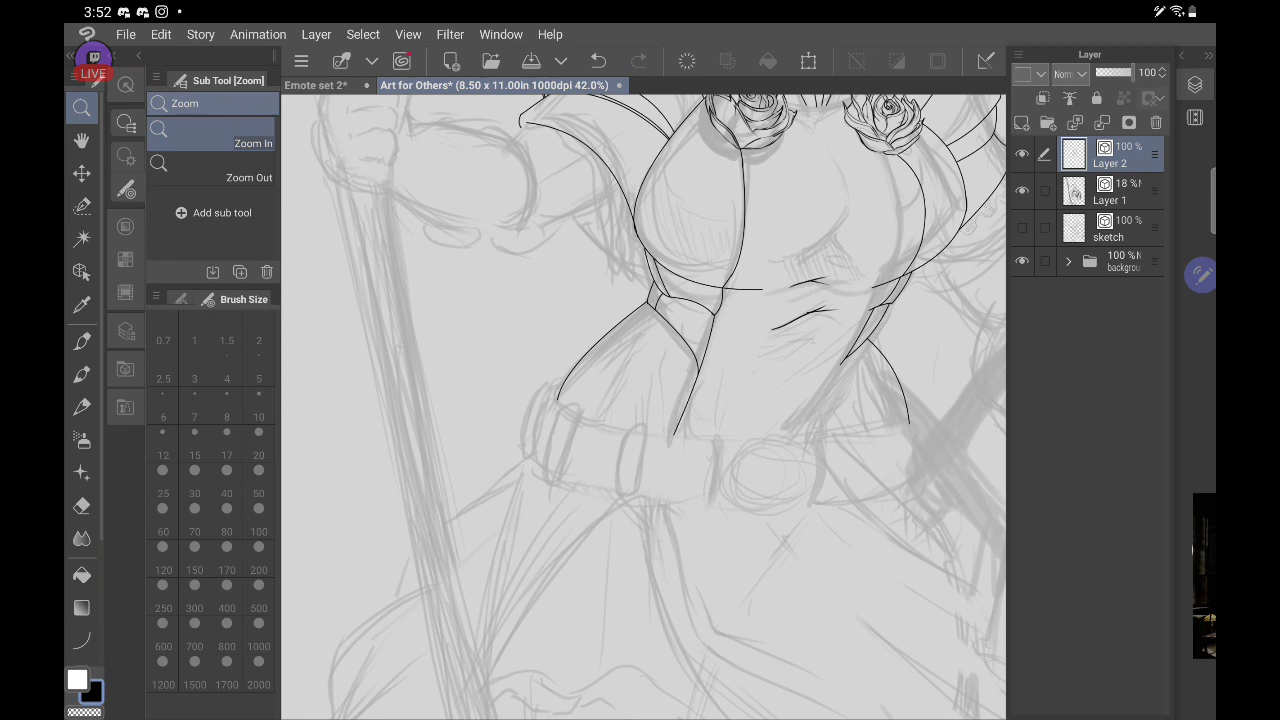 3:52
File Edit Story Animation Layer Select View Filter Window Help
LIVE
Sub Tool [Zoom]
Zoom
Zoom In
Zoom Out
Add sub tool
Brush Size
0.7 1 1.5 2
2.5 3 4 5
6 7 8 10
12 15 17 20
25 30 40 50
60 70 80 100
120 150 170 200
250 300 400 500
600 700 800 1000
1200 1500 1700 2000
Emote set 2*
Art for Others* (8.50 x 11.00in 1000dpi 42.0%)
Layer
Norm 100
100 %
Layer 2
18 %
Layer 1
100 %
sketch
100 %
backgrou